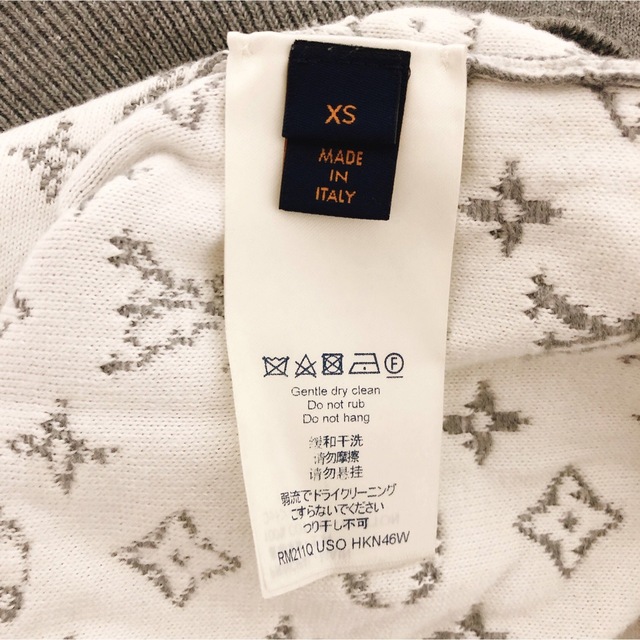 XS
MADE
IN
ITALY
F
Gentle dry clean
Do not rub
Do not hang
缓和干洗
请勿摩擦
请勿悬挂
弱流でドライクリーニング
こすらないでください
つり干し不可
RM211Q USO HKN46W